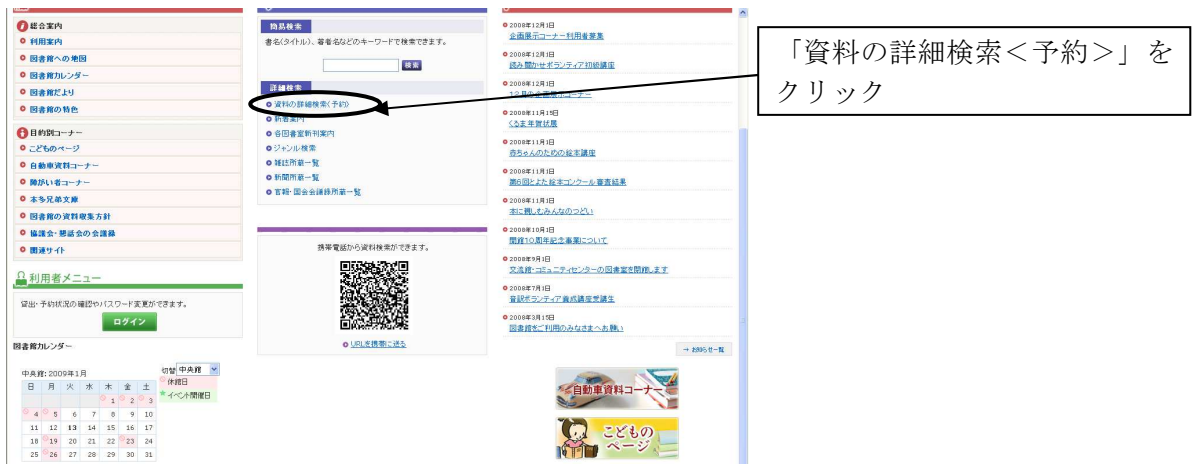 総合案内
利用案内
図書館への地図
図書館カレンダー
図書館だより
図書館の特色
目的別コーナー
こどものページ
自動車資料コーナー
障がい者コーナー
本多兄弟文庫
図書館の資料収集方針
協議会・懇話会の会議録
関連サイト
利用者メニュー
貸出・予約状況の確認やパスワード変更ができます。
ログイン
図書館カレンダー
中央館:2009年1月
切替 中央館
休館日
イベント開催日
日 月 火 水 木 金 土
1 2 3
4 5 6 7 8 9 10
11 12 13 14 15 16 17
18 19 20 21 22 23 24
25 26 27 28 29 30 31
簡易検索
書名(タイトル)、著者名などのキーワードで検索できます。
検索
詳細検索
資料の詳細検索(予約)
新着案内
各図書室新刊案内
ジャンル検索
雑誌所蔵一覧
新聞所蔵一覧
官報・国会会議録所蔵一覧
携帯電話から資料検索ができます。
URLを携帯に送る
2008年12月1日
企画展示コーナー利用者募集
2008年12月1日
読み聞かせボランティア初級講座
2008年12月1日
12月の企画展示コーナー
2008年11月15日
くるま年賀状展
2008年11月1日
赤ちゃんのための絵本講座
2008年11月1日
第6回とよた絵本コンクール審査結果
2008年11月1日
本に親しむみんなのつどい
2008年10月1日
開館10周年記念事業について
2008年9月1日
交流館・コミュニティセンターの図書室を開館します
2008年7月1日
音訳ボランティア養成講座受講生
2008年3月15日
図書館をご利用のみなさまへお願い
→ お知らせ一覧
自動車資料コーナー
こどもの
ページ
「資料の詳細検索<予約>」を
クリック